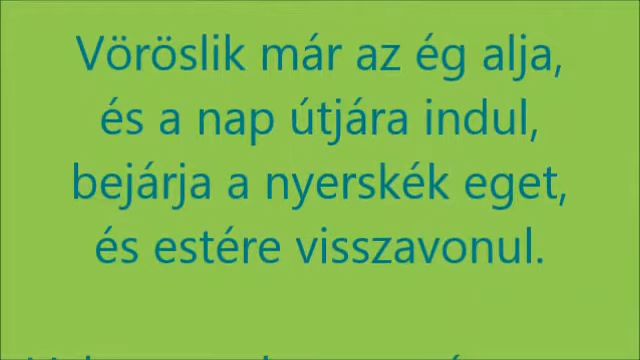 Vöröslik már az ég alja,
és a nap útjára indul,
bejárja a nyerskék eget,
és estére visszavonul.